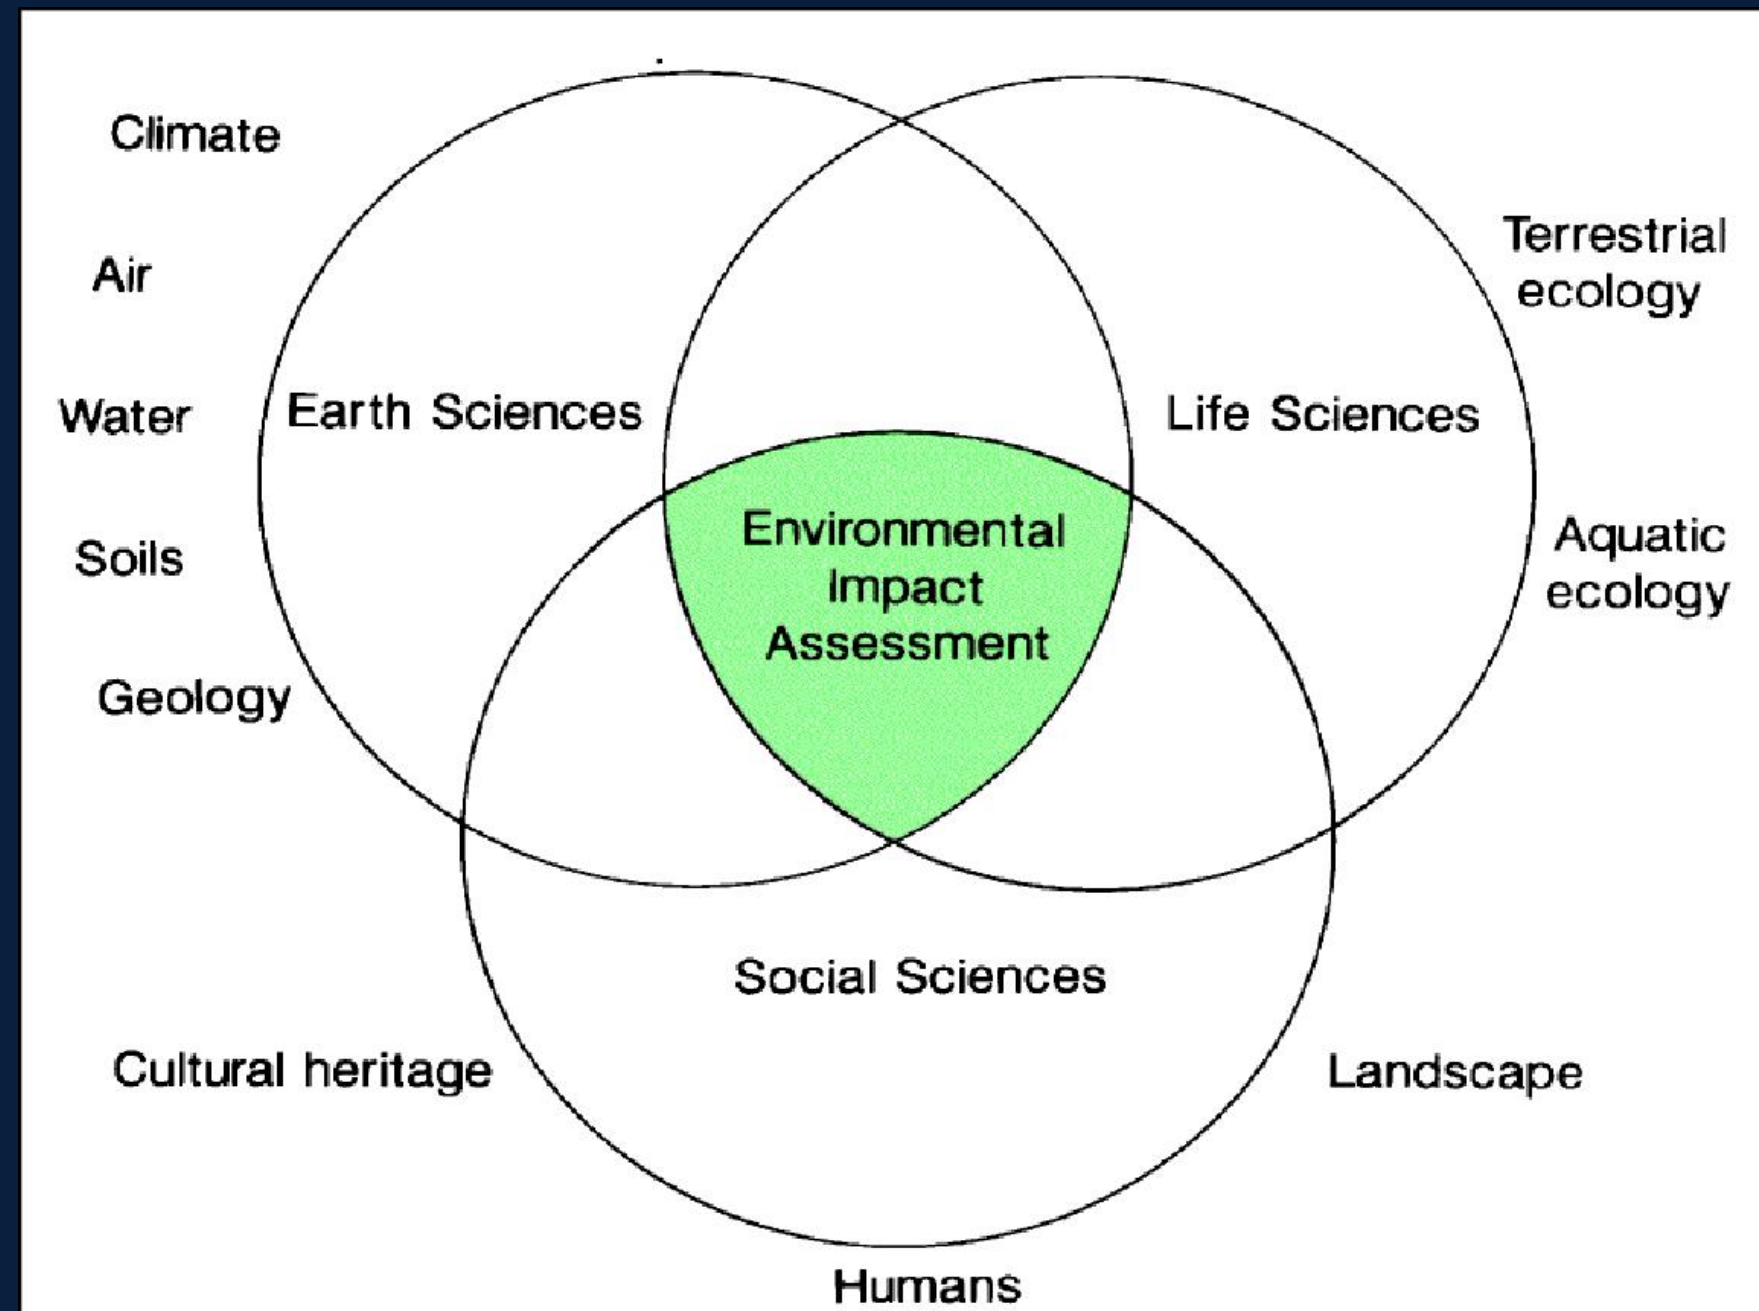 Climate
Air
Water
Soils
Geology
Earth Sciences
Life Sciences
Terrestrial
ecology
Aquatic
ecology
Environmental
Impact
Assessment
Social Sciences
Cultural heritage
Landscape
Humans